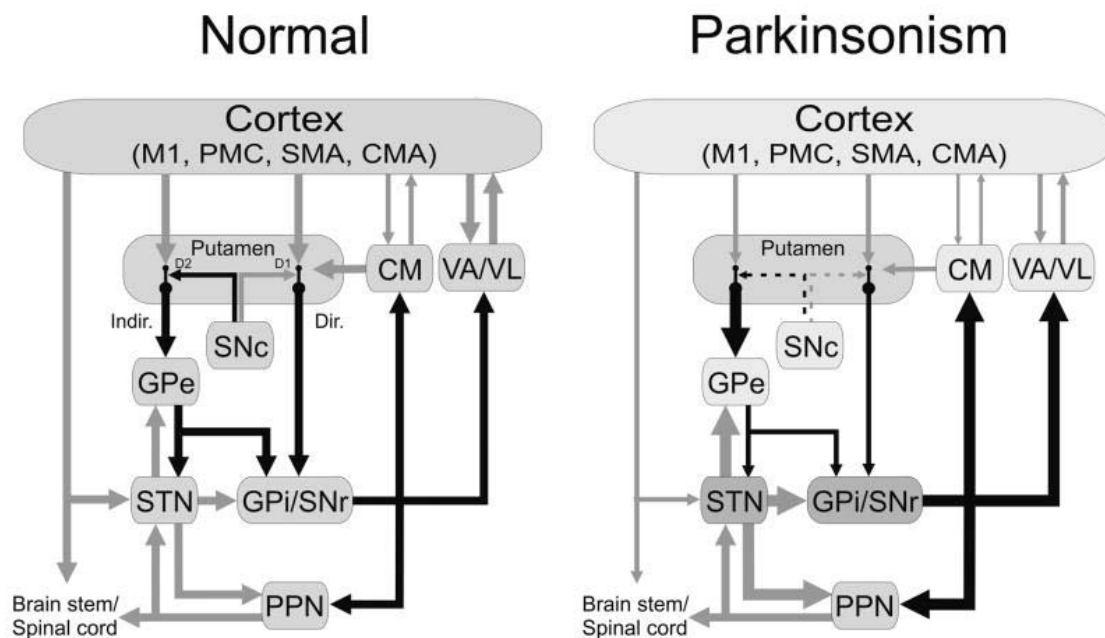 Normal
Cortex
(M1, PMC, SMA, CMA)
Putamen
D2
D1
CM
VA/VL
Indir.
Dir.
SNc
GPe
STN
GPi/SNr
PPN
Brain stem/
Spinal cord
Parkinsonism
Cortex
(M1, PMC, SMA, CMA)
Putamen
CM
VA/VL
SNc
GPe
STN
GPi/SNr
PPN
Brain stem/
Spinal cord